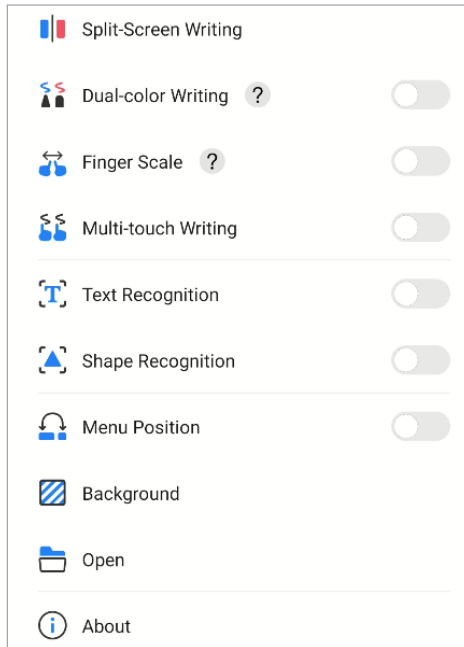 Split-Screen Writing
Dual-color Writing ?
Finger Scale ?
Multi-touch Writing
T Text Recognition
Shape Recognition
Menu Position
Background
Open
i About